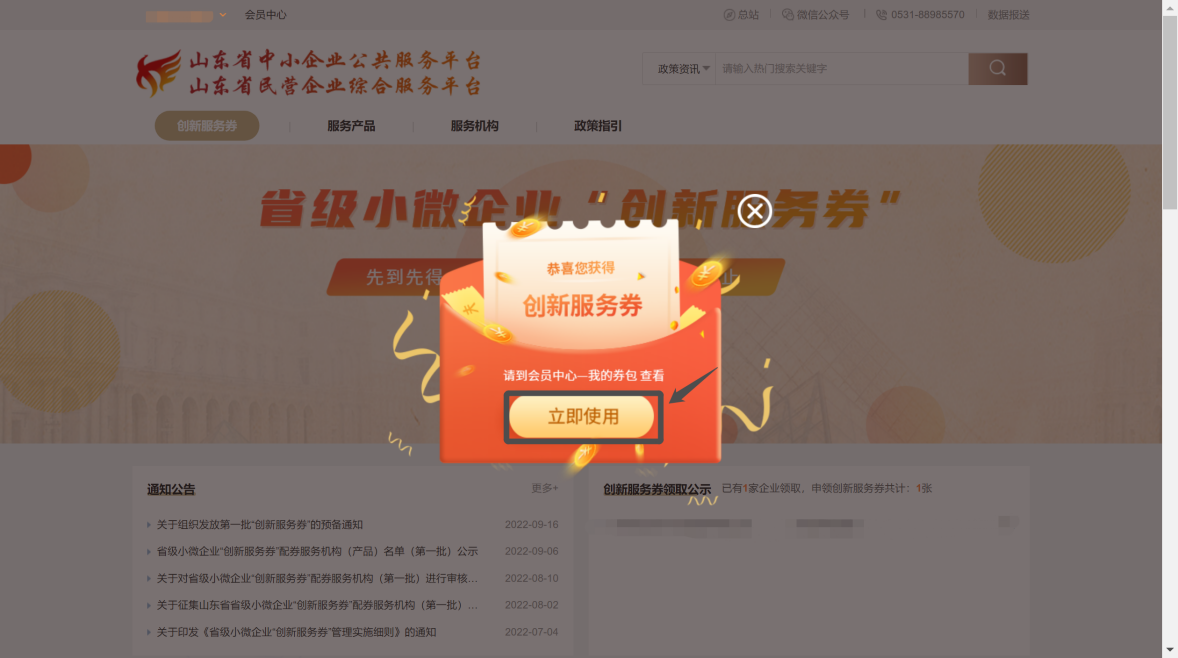 会员中心
总站
微信公众号
0531-88985570
数据报送
山东省中小企业公共服务平台
山东省民营企业综合服务平台
政策资讯
请输入热门搜索关键字
创新服务券
服务产品
服务机构
政策指引
省级小微企业“创新服务券”
先到先得
止
恭喜您获得
创新服务券
请到会员中心—我的券包 查看
立即使用
通知公告
更多+
关于组织发放第一批“创新服务券”的预备通知 2022-09-16
省级小微企业“创新服务券”配券服务机构（产品）名单（第一批）公示 2022-09-06
关于对省级小微企业“创新服务券”配券服务机构（第一批）进行审核... 2022-08-10
关于征集山东省省级小微企业“创新服务券”配券服务机构（第一批）... 2022-08-02
关于印发《省级小微企业“创新服务券”管理实施细则》的通知 2022-07-04
创新服务券领取公示
已有1家企业领取，申领创新服务券共计：1张